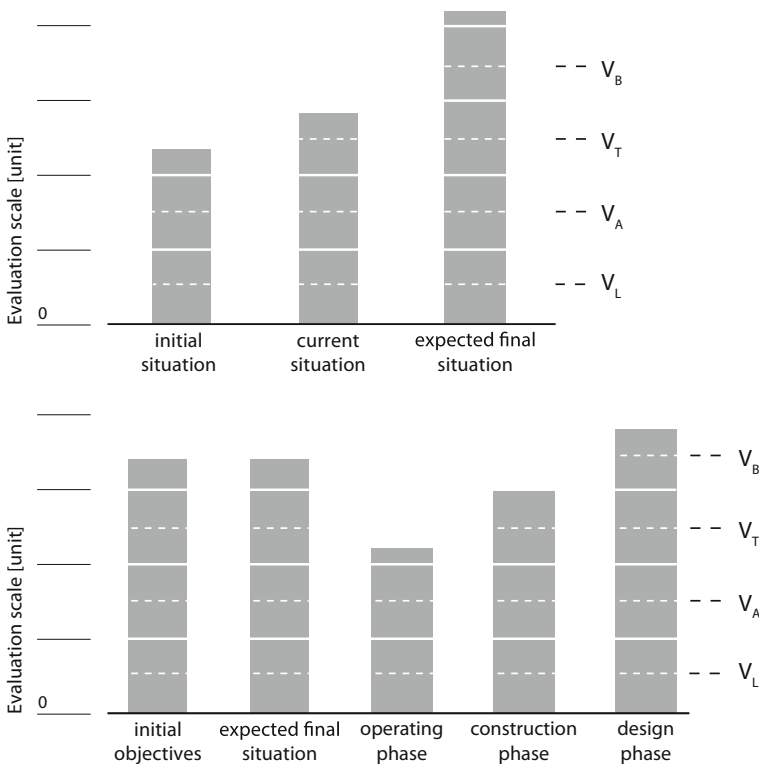 Evaluation scale [unit]
V_B
V_T
V_A
V_L
0
initial
situation
current
situation
expected final
situation
Evaluation scale [unit]
V_B
V_T
V_A
V_L
0
initial
objectives
expected final
situation
operating
phase
construction
phase
design
phase